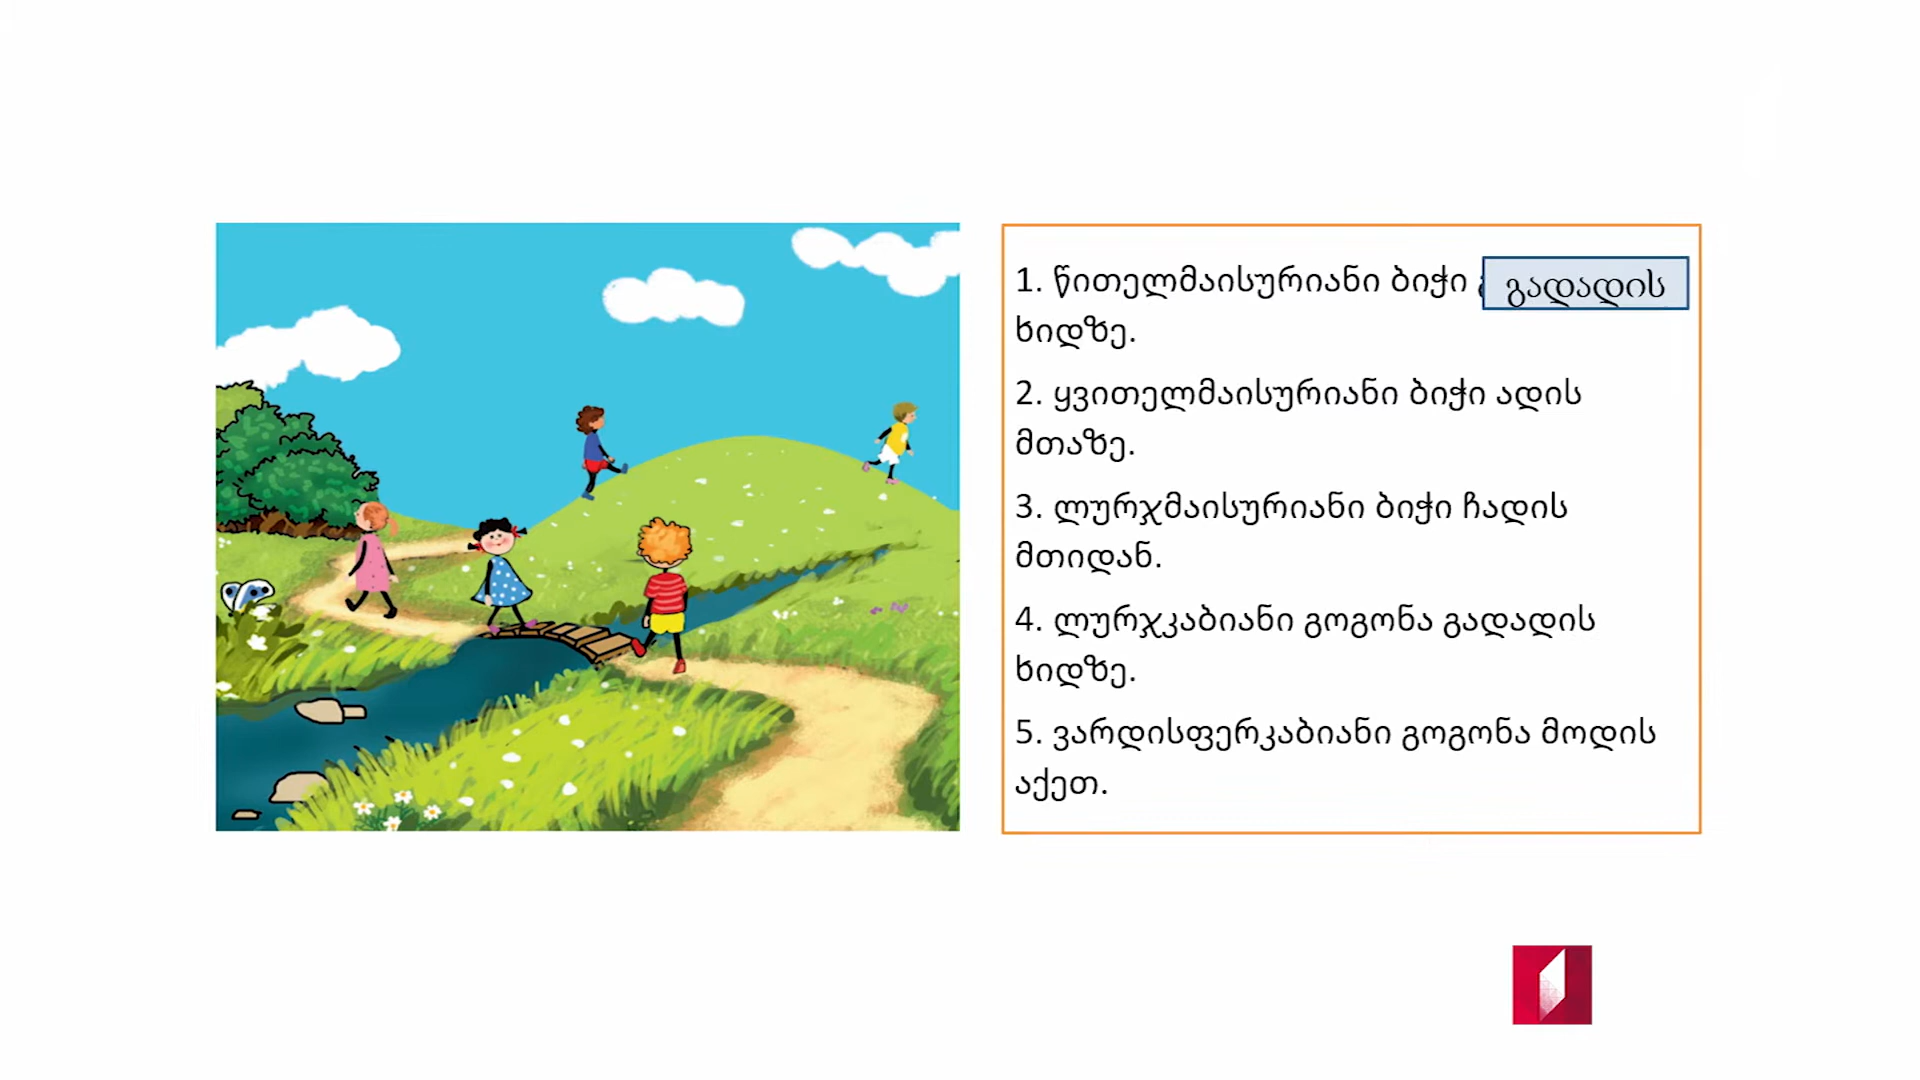 1. წითელმაისურიანი ბიჭი გადადის
ხიდზე.
2. ყვითელმაისურიანი ბიჭი ადის
მთაზე.
3. ლურჯმაისურიანი ბიჭი ჩადის
მთიდან.
4. ლურჯკაბიანი გოგონა გადადის
ხიდზე.
5. ვარდისფერკაბიანი გოგონა მოდის
აქეთ.